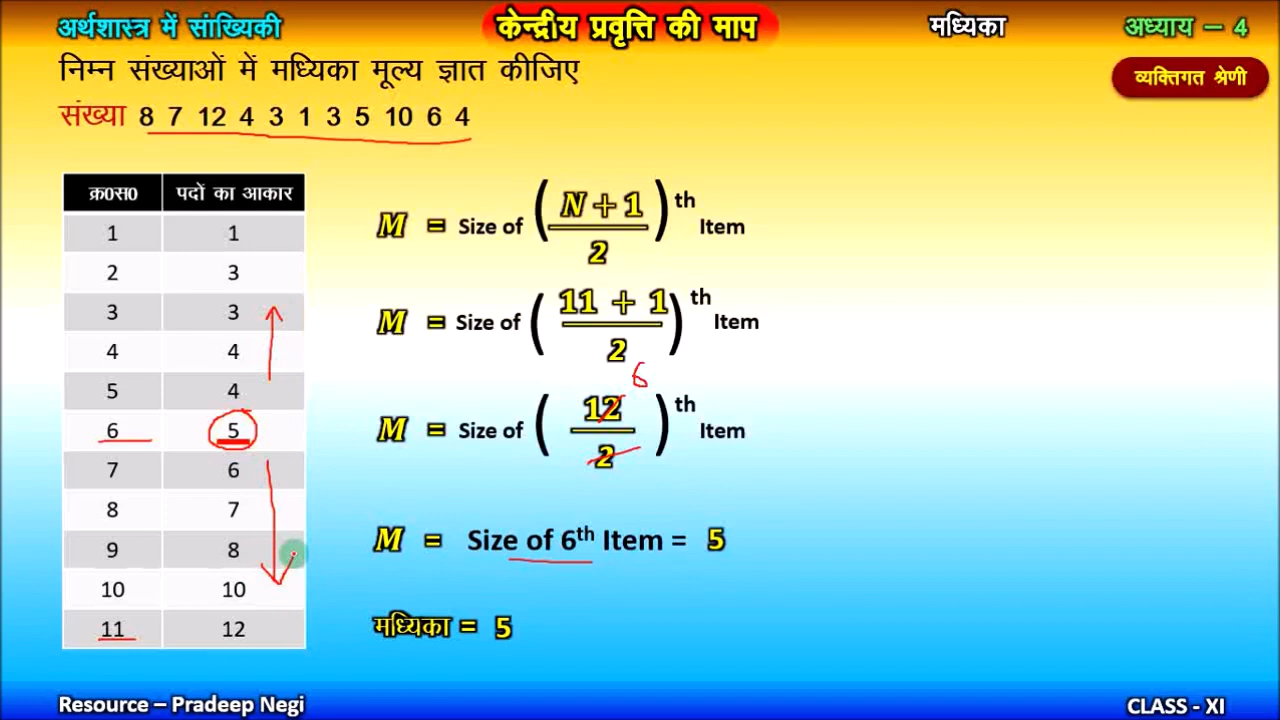 अर्थशास्त्र में सांख्यिकी
केन्द्रीय प्रवृत्ति की माप
मध्यिका
अध्याय – 4
निम्न संख्याओं में मध्यिका मूल्य ज्ञात कीजिए
व्यक्तिगत श्रेणी
संख्या 8 7 12 4 3 1 3 5 10 6 4
क्र0स0 पदों का आकार
1 1
2 3
3 3
4 4
5 4
6 5
7 6
8 7
9 8
10 10
11 12
M = Size of ( N + 1 / 2 ) th Item
M = Size of ( 11 + 1 / 2 ) th Item
6
M = Size of ( 12 / 2 ) th Item
M = Size of 6th Item = 5
मध्यिका = 5
Resource – Pradeep Negi
CLASS - XI